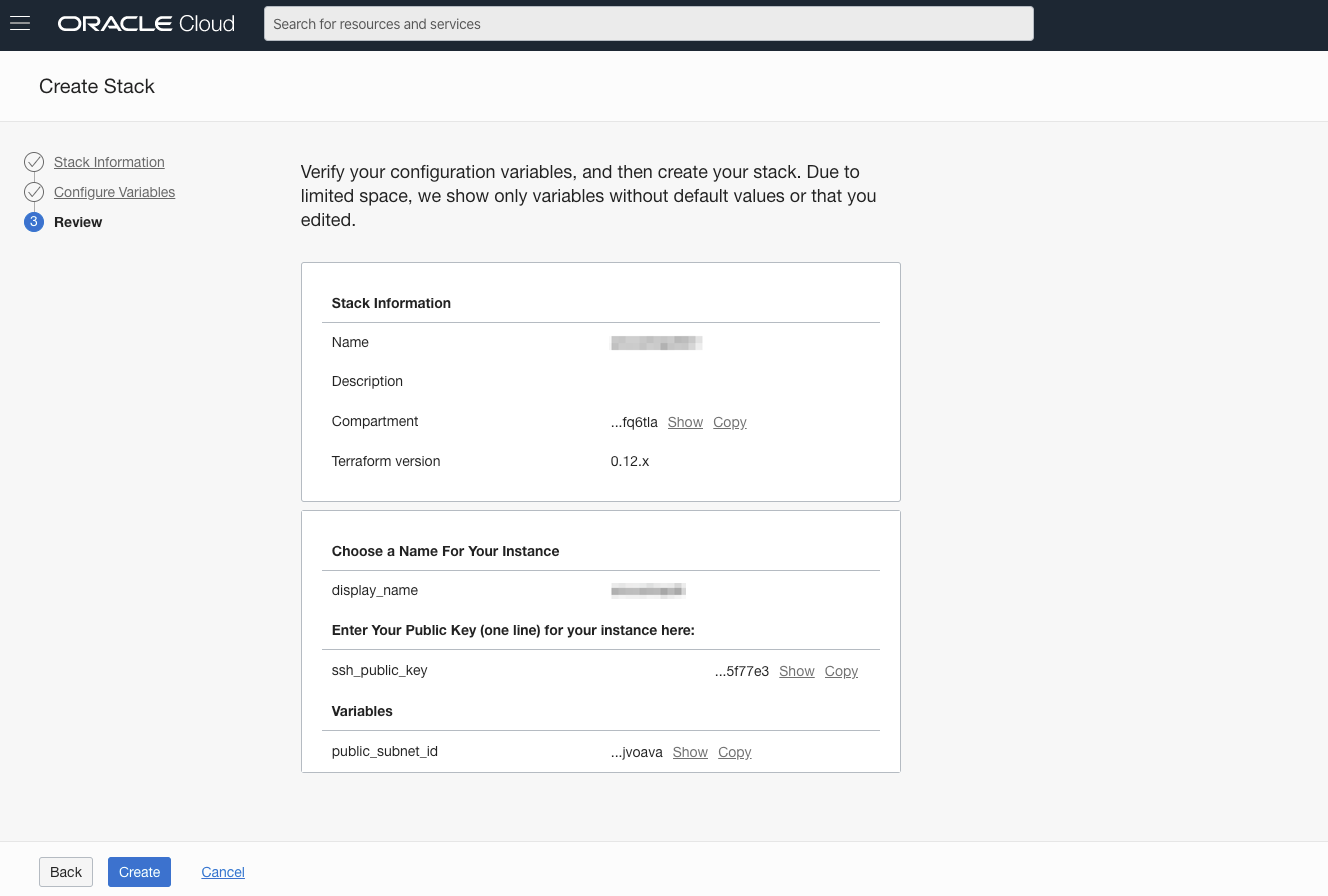 ORACLE Cloud
Search for resources and services
Create Stack
Stack Information
Configure Variables
3 Review
Verify your configuration variables, and then create your stack. Due to
limited space, we show only variables without default values or that you
edited.
Stack Information
Name
Description
Compartment ...fq6tla Show Copy
Terraform version 0.12.x
Choose a Name For Your Instance
display_name
Enter Your Public Key (one line) for your instance here:
ssh_public_key ...5f77e3 Show Copy
Variables
public_subnet_id ...jvoava Show Copy
Back Create Cancel